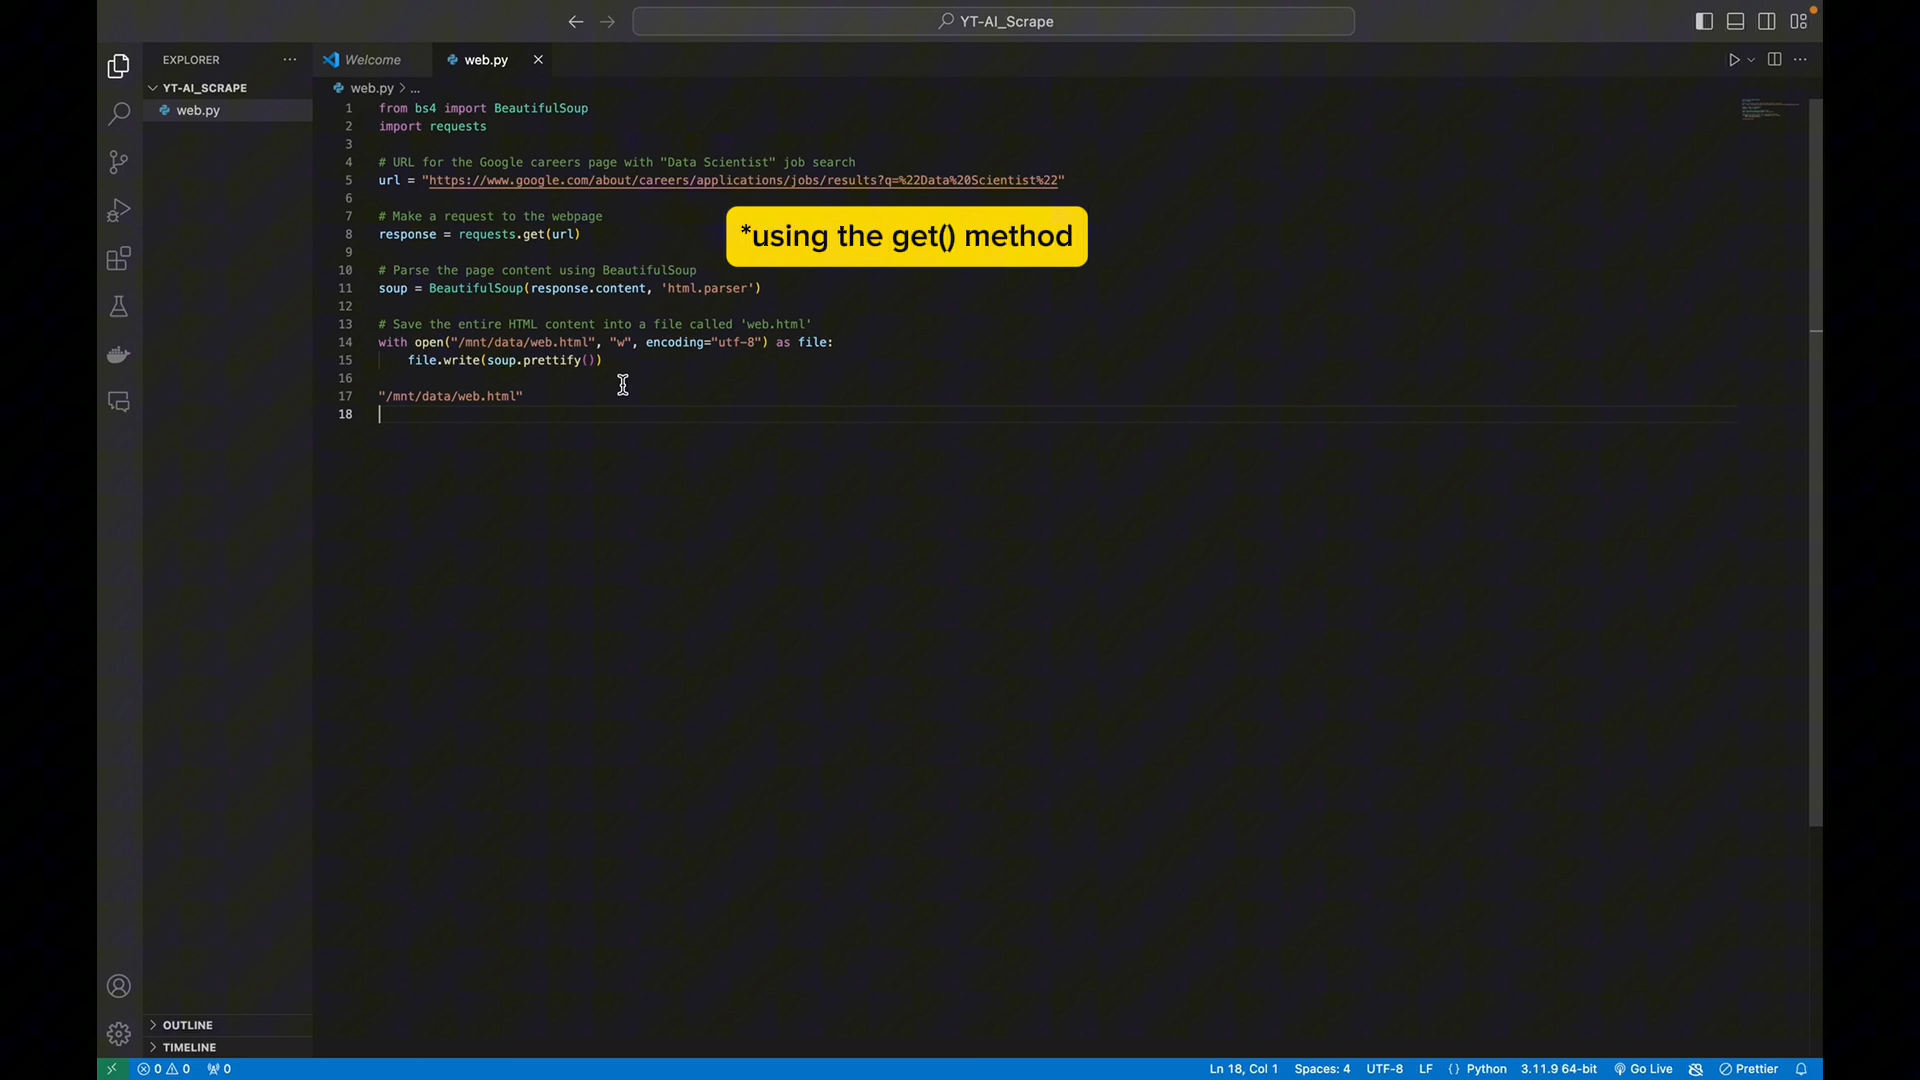 YT-AI_Scrape
EXPLORER
Welcome
web.py
YT-AI_SCRAPE
web.py
web.py > ...
1 from bs4 import BeautifulSoup
2 import requests
3
4 # URL for the Google careers page with "Data Scientist" job search
5 url = "https://www.google.com/about/careers/applications/jobs/results?q=%22Data%20Scientist%22"
6
7 # Make a request to the webpage
8 response = requests.get(url)
*using the get() method
9
10 # Parse the page content using BeautifulSoup
11 soup = BeautifulSoup(response.content, 'html.parser')
12
13 # Save the entire HTML content into a file called 'web.html'
14 with open("/mnt/data/web.html", "w", encoding="utf-8") as file:
15 file.write(soup.prettify())
16
17 "/mnt/data/web.html"
18
OUTLINE
TIMELINE
0 0 0 Ln 18, Col 1 Spaces: 4 UTF-8 LF {} Python 3.11.9 64-bit Go Live Prettier